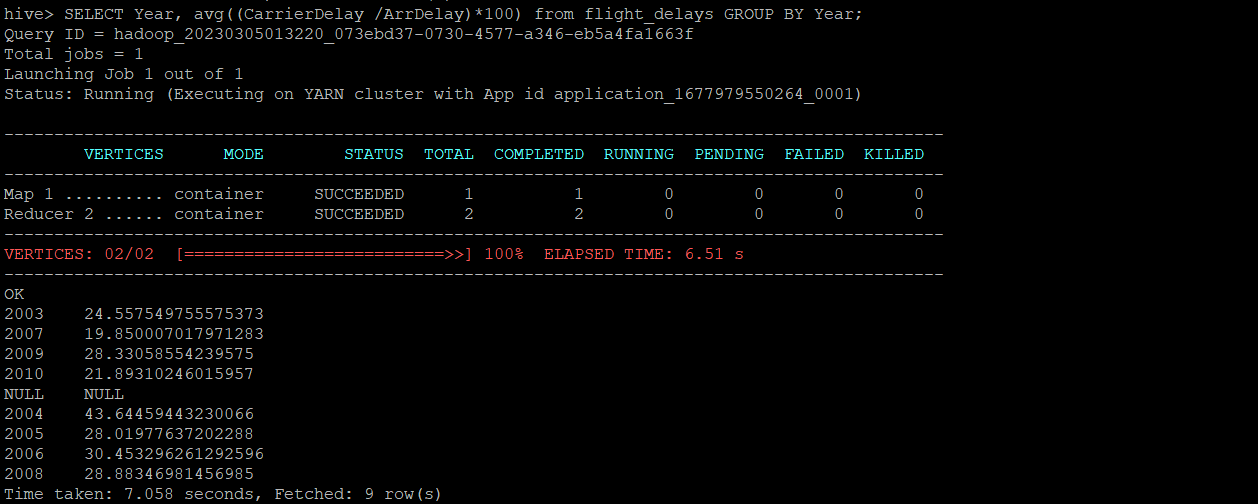 hive> SELECT Year, avg((CarrierDelay /ArrDelay)*100) from flight_delays GROUP BY Year;
Query ID = hadoop_20230305013220_073ebd37-0730-4577-a346-eb5a4fa1663f
Total jobs = 1
Launching Job 1 out of 1
Status: Running (Executing on YARN cluster with App id application_1677979550264_0001)
----------------------------------------------------------------------------------------------
        VERTICES      MODE        STATUS  TOTAL  COMPLETED  RUNNING  PENDING  FAILED  KILLED
----------------------------------------------------------------------------------------------
Map 1 .......... container     SUCCEEDED      1          1        0        0       0       0
Reducer 2 ...... container     SUCCEEDED      2          2        0        0       0       0
----------------------------------------------------------------------------------------------
VERTICES: 02/02  [==========================>>] 100%  ELAPSED TIME: 6.51 s
----------------------------------------------------------------------------------------------
OK
2003    24.557549755575373
2007    19.850007017971283
2009    28.33058554239575
2010    21.89310246015957
NULL    NULL
2004    43.64459443230066
2005    28.01977637202288
2006    30.453296261292596
2008    28.88346981456985
Time taken: 7.058 seconds, Fetched: 9 row(s)